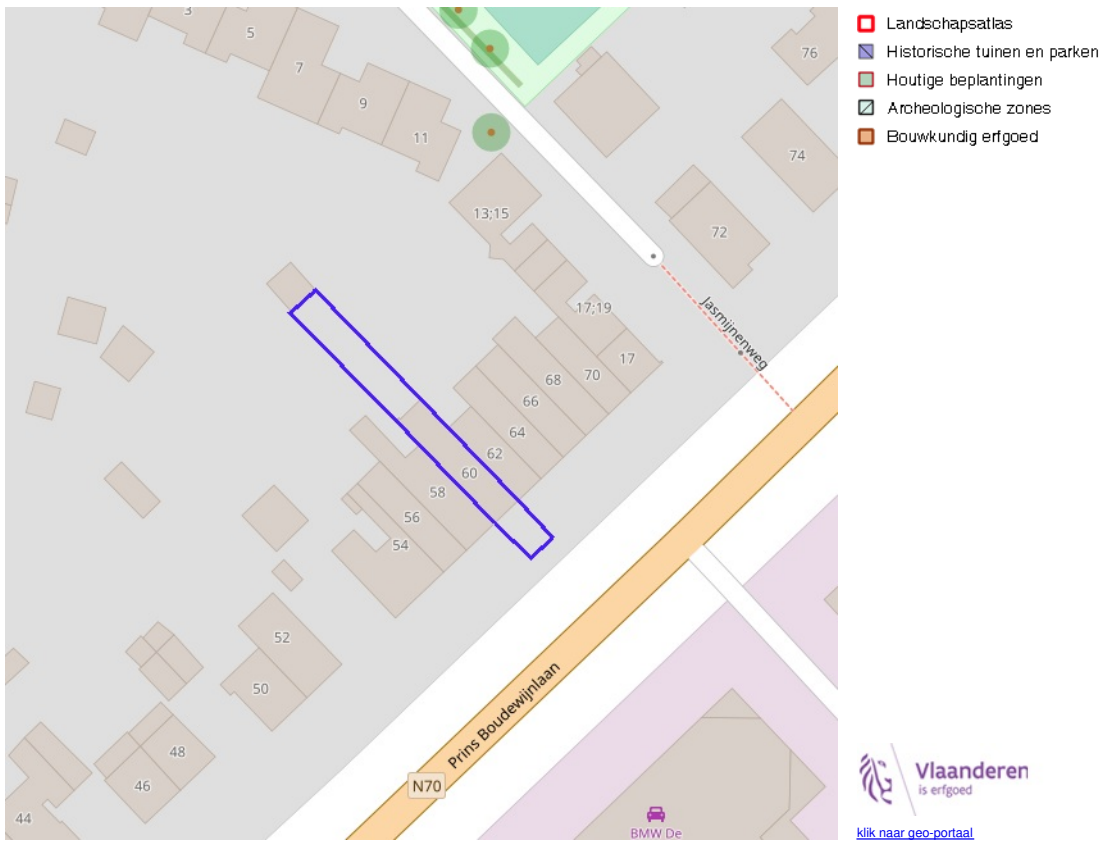 3
5
7
9
11
13;15
76
74
72
17;19
17
70
68
66
64
62
60
58
56
54
52
50
48
46
44
Jasmijnenweg
Prins Boudewijnlaan
N70
BMW De
Landschapsatlas
Historische tuinen en parken
Houtige beplantingen
Archeologische zones
Bouwkundig erfgoed
Vlaanderen
is erfgoed
klik naar geo-portaal